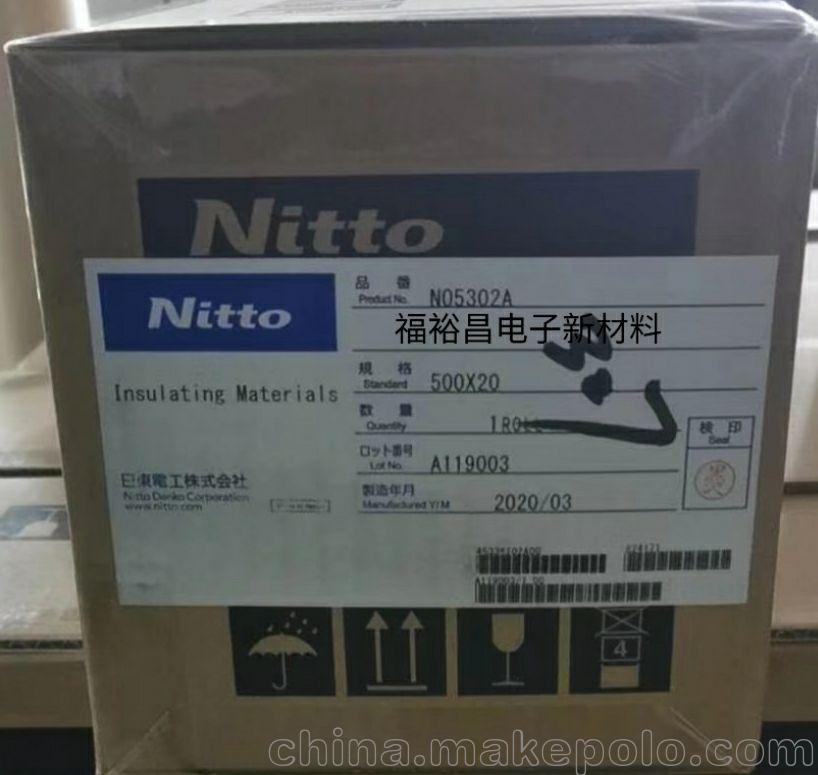 Nitto
Nitto
品 番
Product No.
NO5302A
福裕昌电子新材料
Insulating Materials
規 格
Standard
500X20
数 量
Quantity
1 ROLL
ロット番号
Lot No.
A119003
検 印
Seal
日東電工株式会社
Nitto Denko Corporation
www.nitto.com
製造年月
Manufactured Y/M
2020/03
4
china.makepolo.com